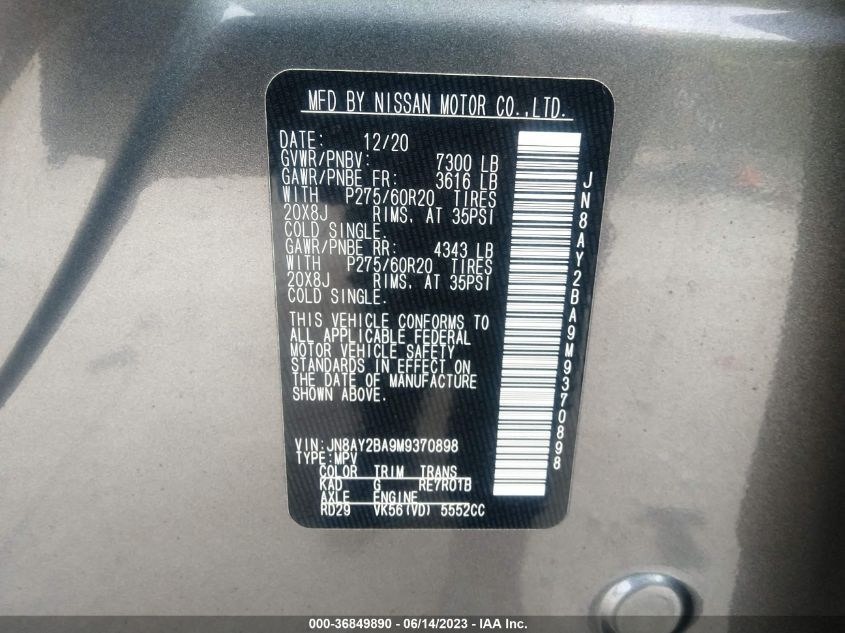 MFD BY NISSAN MOTOR CO.,LTD.
DATE: 12/20
GVWR/PNBV: 7300 LB
GAWR/PNBE FR: 3616 LB
WITH P275/60R20 TIRES
20X8J RIMS, AT 35PSI
COLD SINGLE.
GAWR/PNBE RR: 4343 LB
WITH P275/60R20 TIRES
20X8J RIMS, AT 35PSI
COLD SINGLE.
THIS VEHICLE CONFORMS TO
ALL APPLICABLE FEDERAL
MOTOR VEHICLE SAFETY
STANDARDS IN EFFECT ON
THE DATE OF MANUFACTURE
SHOWN ABOVE.
VIN:JN8AY2BA9M9370898
TYPE:MPV
COLOR TRIM TRANS
KAD G RE7R01B
AXLE ENGINE
RD29 VK56(VD) 5552CC
JN8AY2BA9M9370898
000-36849890 - 06/14/2023 - IAA Inc.